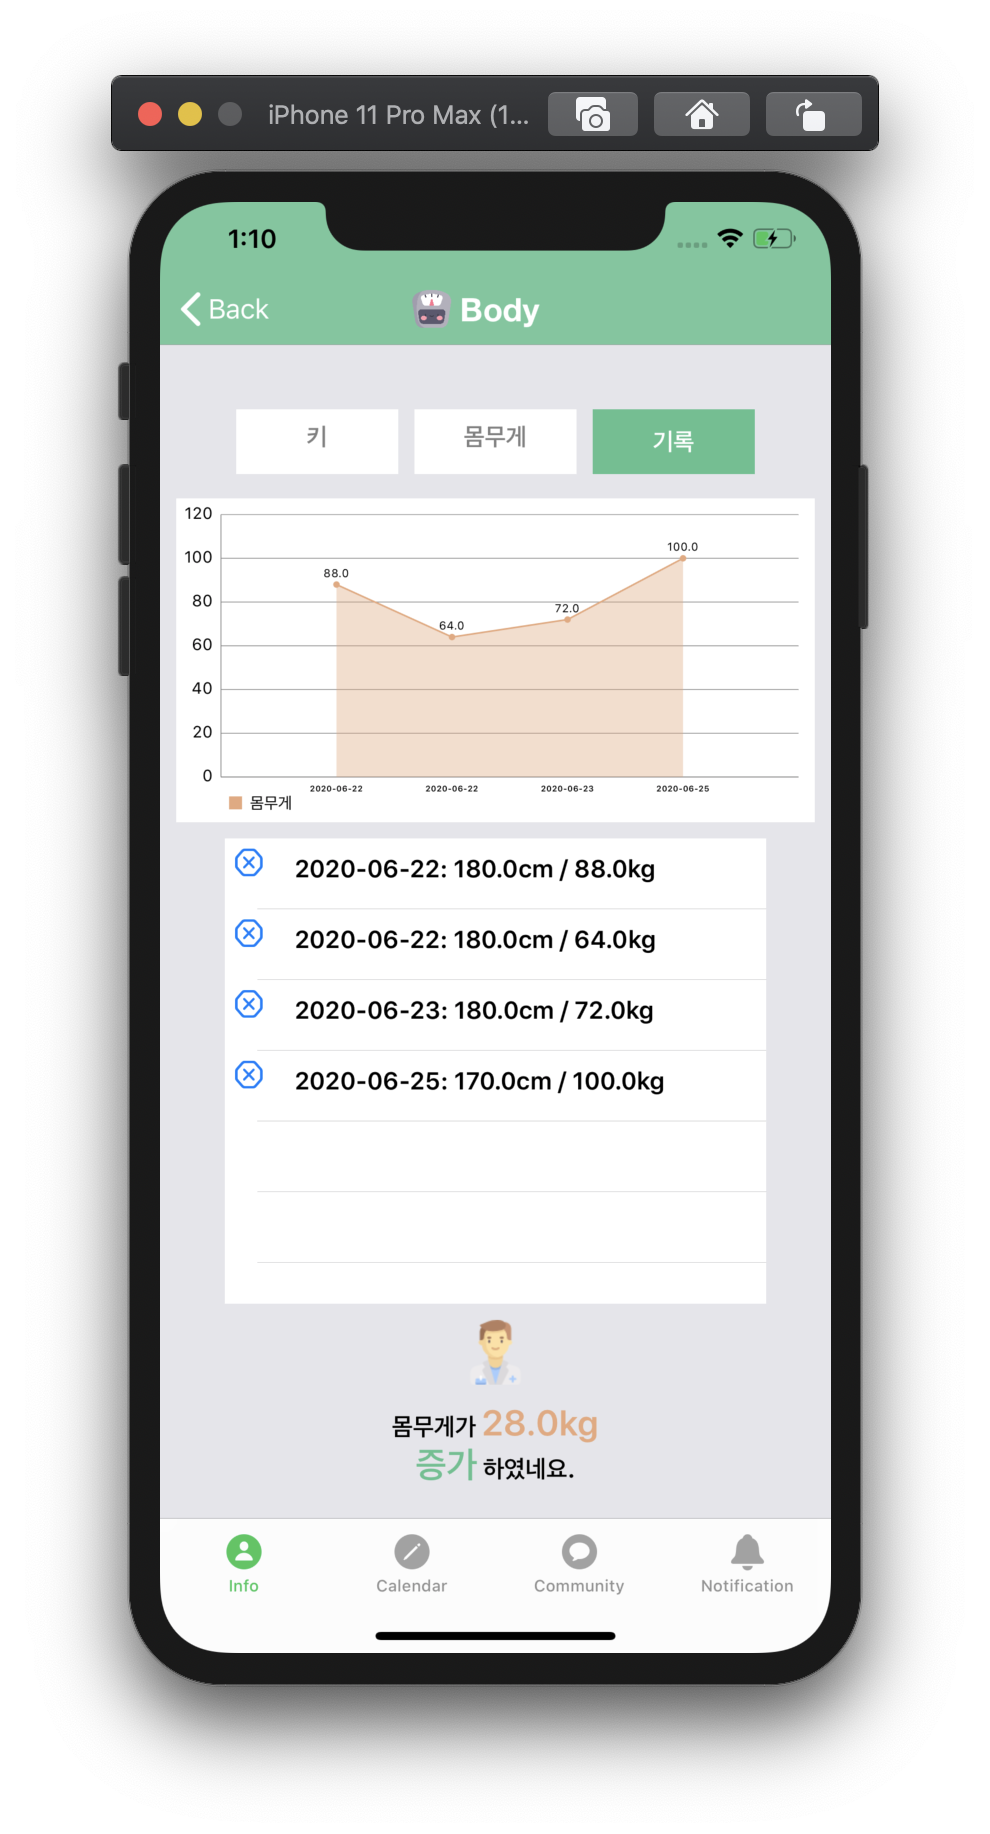 iPhone 11 Pro Max (1...
1:10
Back
Body
키
몸무게
기록
120
100
80
60
40
20
0
88.0
64.0
72.0
100.0
2020-06-22
2020-06-22
2020-06-23
2020-06-25
몸무게
2020-06-22: 180.0cm / 88.0kg
2020-06-22: 180.0cm / 64.0kg
2020-06-23: 180.0cm / 72.0kg
2020-06-25: 170.0cm / 100.0kg
몸무게가 28.0kg
증가 하였네요.
Info
Calendar
Community
Notification